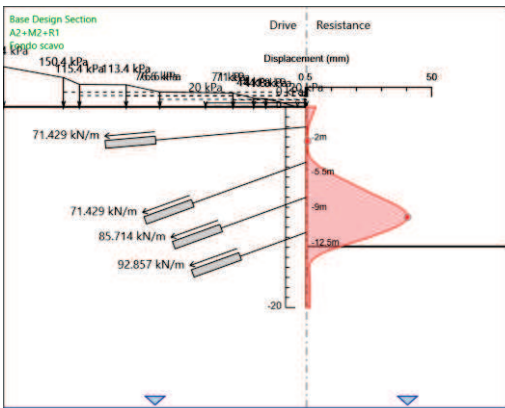 Base Design Section
A2+M2+R1
Fondo scavo
Drive
Resistance
Displacement (mm)
150.4 kPa
115.4 kPa
113.4 kPa
20 kPa
0.5
50
71.429 kN/m
-2m
-5.5m
71.429 kN/m
-9m
85.714 kN/m
-12.5m
92.857 kN/m
-20